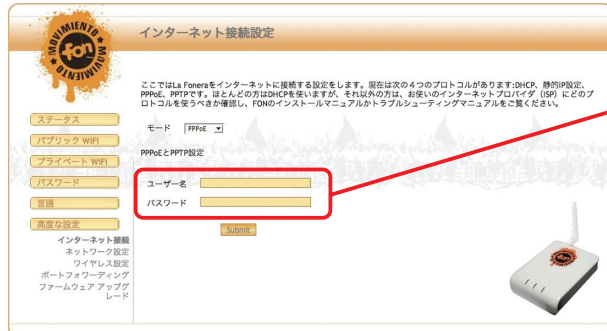 MOVIMIENTO
fon
MOVIMIENTO
インターネット接続設定
ここではLa Foneraをインターネットに接続する設定をします。現在は次の４つのプロトコルがあります:DHCP、静的IP設定、
PPPoE、PPTPです。ほとんどの方はDHCPを使いますが、それ以外の方は、お使いのインターネットプロバイダ（ISP）にどのプ
ロトコルを使うべきか確認し、FONのインストールマニュアルかトラブルシューティングマニュアルをご覧ください。
モード PPPoE
PPPoEとPPTP設定
ユーザー名
パスワード
Submit
ステータス
パブリック WIFI
プライベート WIFI
パスワード
言語
高度な設定
インターネット接続
ネットワーク設定
ワイヤレス設定
ポートフォワーディング
ファームウェア アップグ
レード